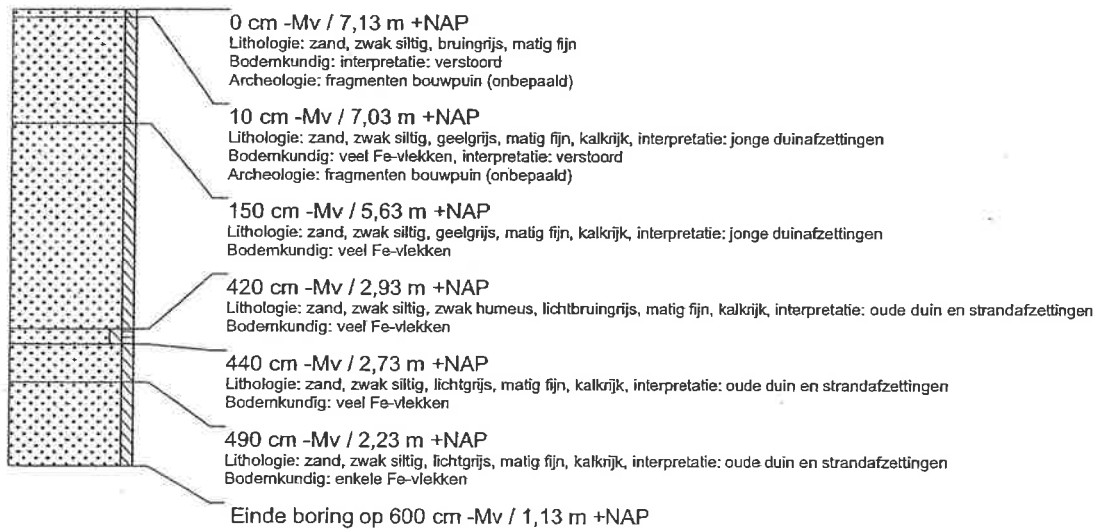 0 cm -Mv / 7,13 m +NAP
Lithologie: zand, zwak siltig, bruingrijs, matig fijn
Bodemkundig: interpretatie: verstoord
Archeologie: fragmenten bouwpuin (onbepaald)
10 cm -Mv / 7,03 m +NAP
Lithologie: zand, zwak siltig, geelgrijs, matig fijn, kalkrijk, interpretatie: jonge duinafzettingen
Bodemkundig: veel Fe-vlekken, interpretatie: verstoord
Archeologie: fragmenten bouwpuin (onbepaald)
150 cm -Mv / 5,63 m +NAP
Lithologie: zand, zwak siltig, geelgrijs, matig fijn, kalkrijk, interpretatie: jonge duinafzettingen
Bodemkundig: veel Fe-vlekken
420 cm -Mv / 2,93 m +NAP
Lithologie: zand, zwak siltig, zwak humeus, lichtbruingrijs, matig fijn, kalkrijk, interpretatie: oude duin en strandafzettingen
Bodemkundig: veel Fe-vlekken
440 cm -Mv / 2,73 m +NAP
Lithologie: zand, zwak siltig, lichtgrijs, matig fijn, kalkrijk, interpretatie: oude duin en strandafzettingen
Bodemkundig: veel Fe-vlekken
490 cm -Mv / 2,23 m +NAP
Lithologie: zand, zwak siltig, lichtgrijs, matig fijn, kalkrijk, interpretatie: oude duin en strandafzettingen
Bodemkundig: enkele Fe-vlekken
Einde boring op 600 cm -Mv / 1,13 m +NAP